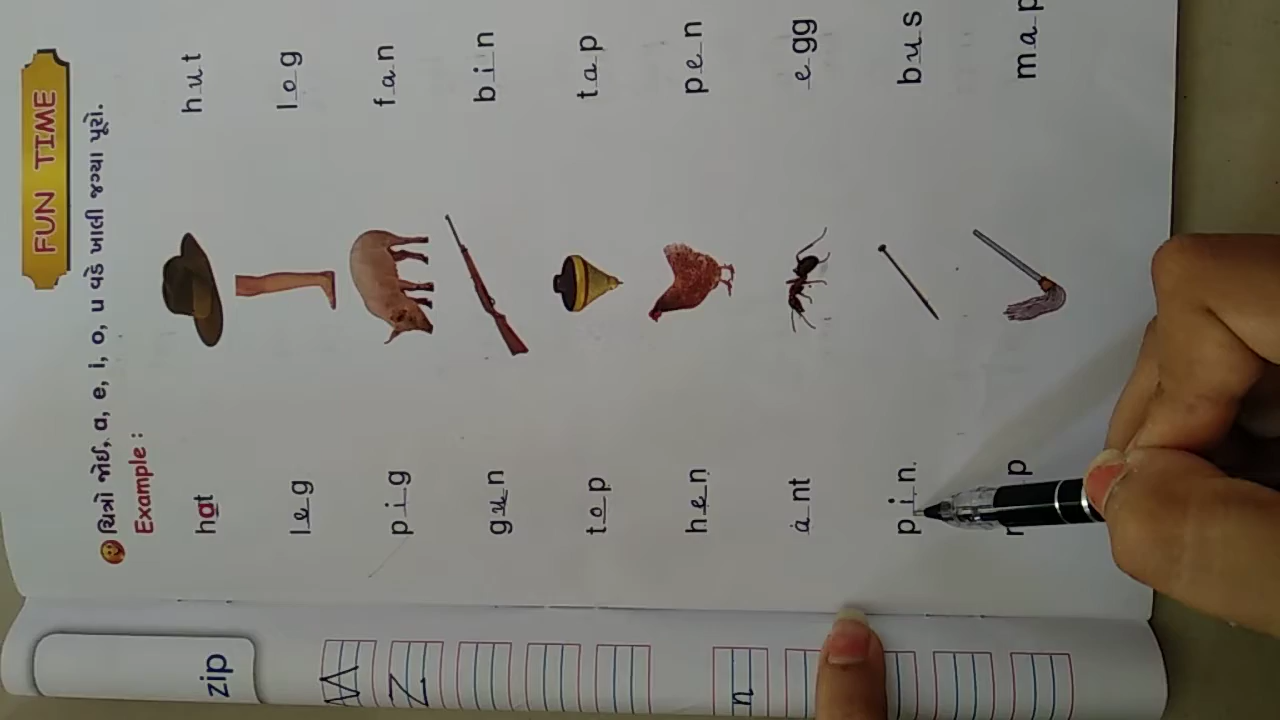 FUN TIME
ચિત્રો જોઈ, a, e, i, o, u વડે ખાલી જગ્યા પૂરો.
Example :
hat hut
leg log
pig fan
gun bin
top tap
hen pen
ant egg
pin bus
map
zip
Z
n